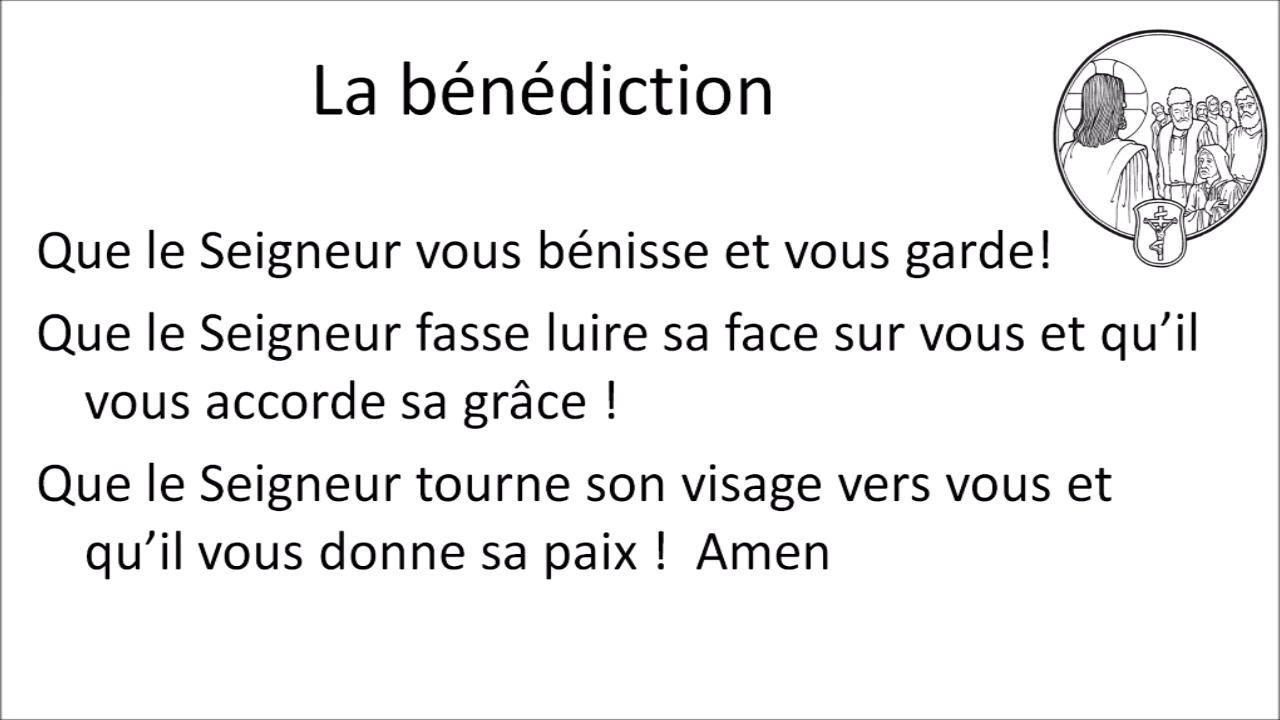 La bénédiction
Que le Seigneur vous bénisse et vous garde!
Que le Seigneur fasse luire sa face sur vous et qu’il
vous accorde sa grâce !
Que le Seigneur tourne son visage vers vous et
qu’il vous donne sa paix !  Amen